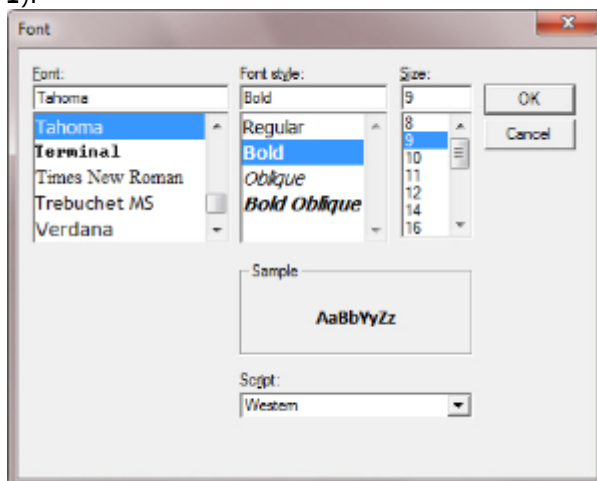 Font
Font: Font style: Size:
Tahoma Bold 9 OK
Tahoma Regular 8 Cancel
Terminal Bold 9
Times New Roman Oblique 10
Trebuchet MS Bold Oblique 11
Verdana 12
14
16
Sample
AaBbYyZz
Script:
Western